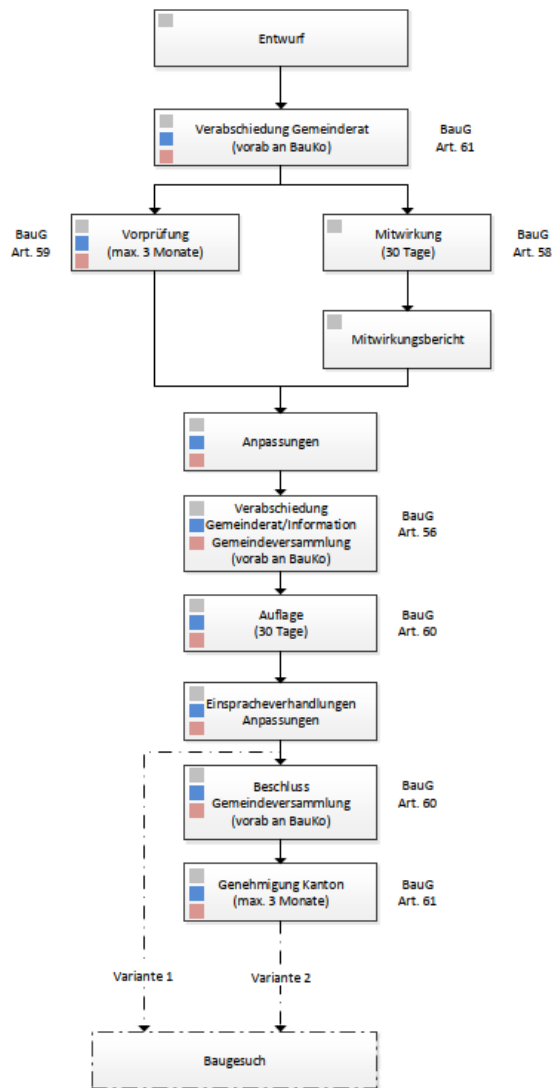 Entwurf
Verabschiedung Gemeinderat
(vorab an BauKo)
BauG
Art. 61
BauG
Art. 59
Vorprüfung
(max. 3 Monate)
Mitwirkung
(30 Tage)
BauG
Art. 58
Mitwirkungsbericht
Anpassungen
Verabschiedung
Gemeinderat/Information
Gemeindeversammlung
(vorab an BauKo)
BauG
Art. 56
Auflage
(30 Tage)
BauG
Art. 60
Einspracheverhandlungen
Anpassungen
Beschluss
Gemeindeversammlung
(vorab an BauKo)
BauG
Art. 60
Genehmigung Kanton
(max. 3 Monate)
BauG
Art. 61
Variante 1
Variante 2
Baugesuch